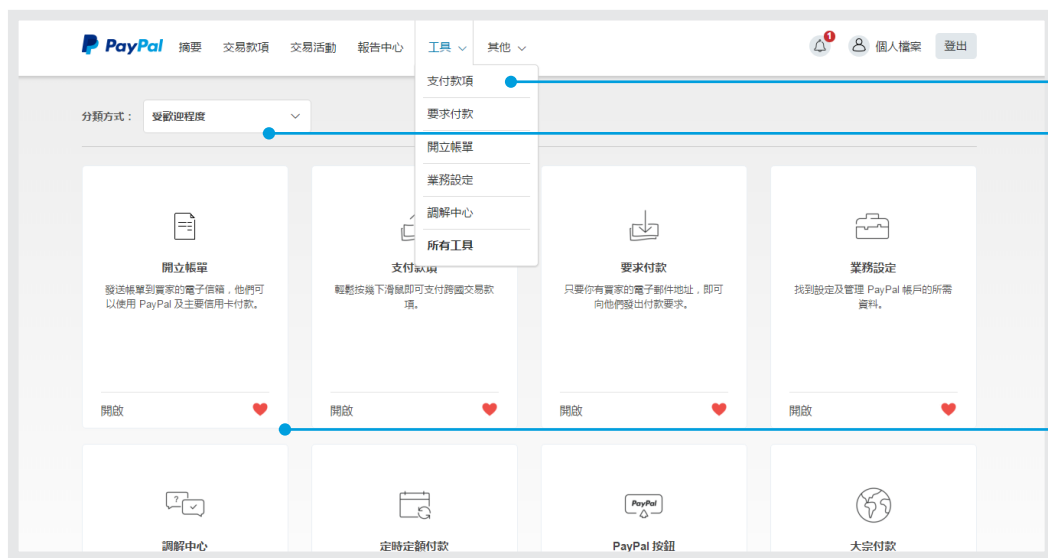 PayPal 摘要 交易款項 交易活動 報告中心 工具 其他 1 個人檔案 登出
支付款項
要求付款
開立帳單
業務設定
調解中心
所有工具
分類方式： 受歡迎程度
開立帳單
發送帳單到買家的電子信箱，他們可
以使用 PayPal 及主要信用卡付款。
開啟
支付款項
輕鬆按幾下滑鼠即可支付跨國交易款
項。
開啟
要求付款
只要你有買家的電子郵件地址，即可
向他們發出付款要求。
開啟
業務設定
找到設定及管理 PayPal 帳戶的所需
資料。
開啟
調解中心
定時定額付款
PayPal
PayPal 按鈕
大宗付款